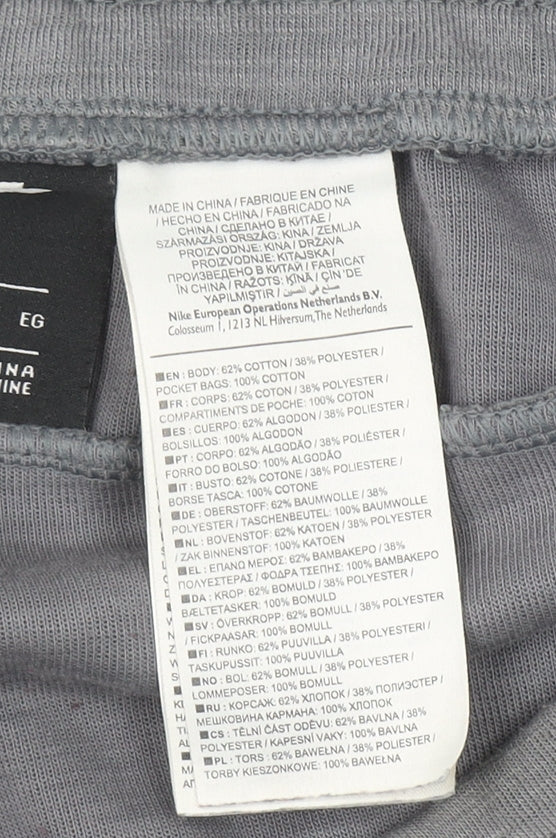 MADE IN CHINA / FABRIQUE EN CHINE
/ HECHO EN CHINA / FABRICADO NA
CHINA / СДЕЛАНО В КИТАЕ /
SZÁRMAZÁSI ORSZÁG: KÍNA / ZEMLJA
PROIZVODNJE: KINA / DRŽAVA
PROIZVODNJE: KITAJSKA /
ПРОИЗВЕДЕНО В КИТАЙ / FABRICAT
ÎN CHINA / RAŽOTS: ĶĪNĀ / ÇİN 'DE
YAPILMIŞTIR / صنع في الصين
Nike European Operations Netherlands B.V.
Colosseum 1, 1213 NL Hilversum, The Netherlands
EG
INA
HINE
EN : BODY: 62% COTTON / 38% POLYESTER /
POCKET BAGS: 100% COTTON
FR : CORPS: 62% COTON / 38% POLYESTER /
COMPARTIMENTS DE POCHE: 100% COTON
ES : CUERPO: 62% ALGODON / 38% POLIESTER /
BOLSILLOS: 100% ALGODON
PT : CORPO: 62% ALGODÃO / 38% POLIÉSTER /
FORRO DO BOLSO: 100% ALGODÃO
IT : BUSTO: 62% COTONE / 38% POLIESTERE /
BORSE TASCA: 100% COTONE
DE : OBERSTOFF: 62% BAUMWOLLE / 38%
POLYESTER / TASCHENBEUTEL: 100% BAUMWOLLE
NL : BOVENSTOF: 62% KATOEN / 38% POLYESTER
/ ZAK BINNENSTOF: 100% KATOEN
EL : ΕΠΑΝΩ ΜΕΡΟΣ: 62% ΒΑΜΒΑΚΕΡΟ / 38%
ΠΟΛΥΕΣΤΕΡΑΣ / ΦΟΔΡΑ ΤΣΕΠΗΣ: 100% ΒΑΜΒΑΚΕΡΟ
DA : KROP: 62% BOMULD / 38% POLYESTER /
BÆLTETASKER: 100% BOMULD
SV : ÖVERKROPP: 62% BOMULL / 38% POLYESTER
/ FICKPAASAR: 100% BOMULL
FI : RUNKO: 62% PUUVILLA / 38% POLYESTERI /
TASKUPUSSIT: 100% PUUVILLA
NO : BOL: 62% BOMULL / 38% POLYESTER /
LOMMEPOSER: 100% BOMULL
RU : КОРСАЖ: 62% ХЛОПОК / 38% ПОЛИЭСТЕР /
МЕШКОВИНА КАРМАНА: 100% ХЛОПОК
CS : TĚLNÍ ČÁST ODĚVU: 62% BAVLNA / 38%
POLYESTER / KAPESNÍ VAKY: 100% BAVLNA
PL : TORS : 62% BAWEŁNA / 38% POLIESTER /
TORBY KIESZONKOWE: 100% BAWEŁNA